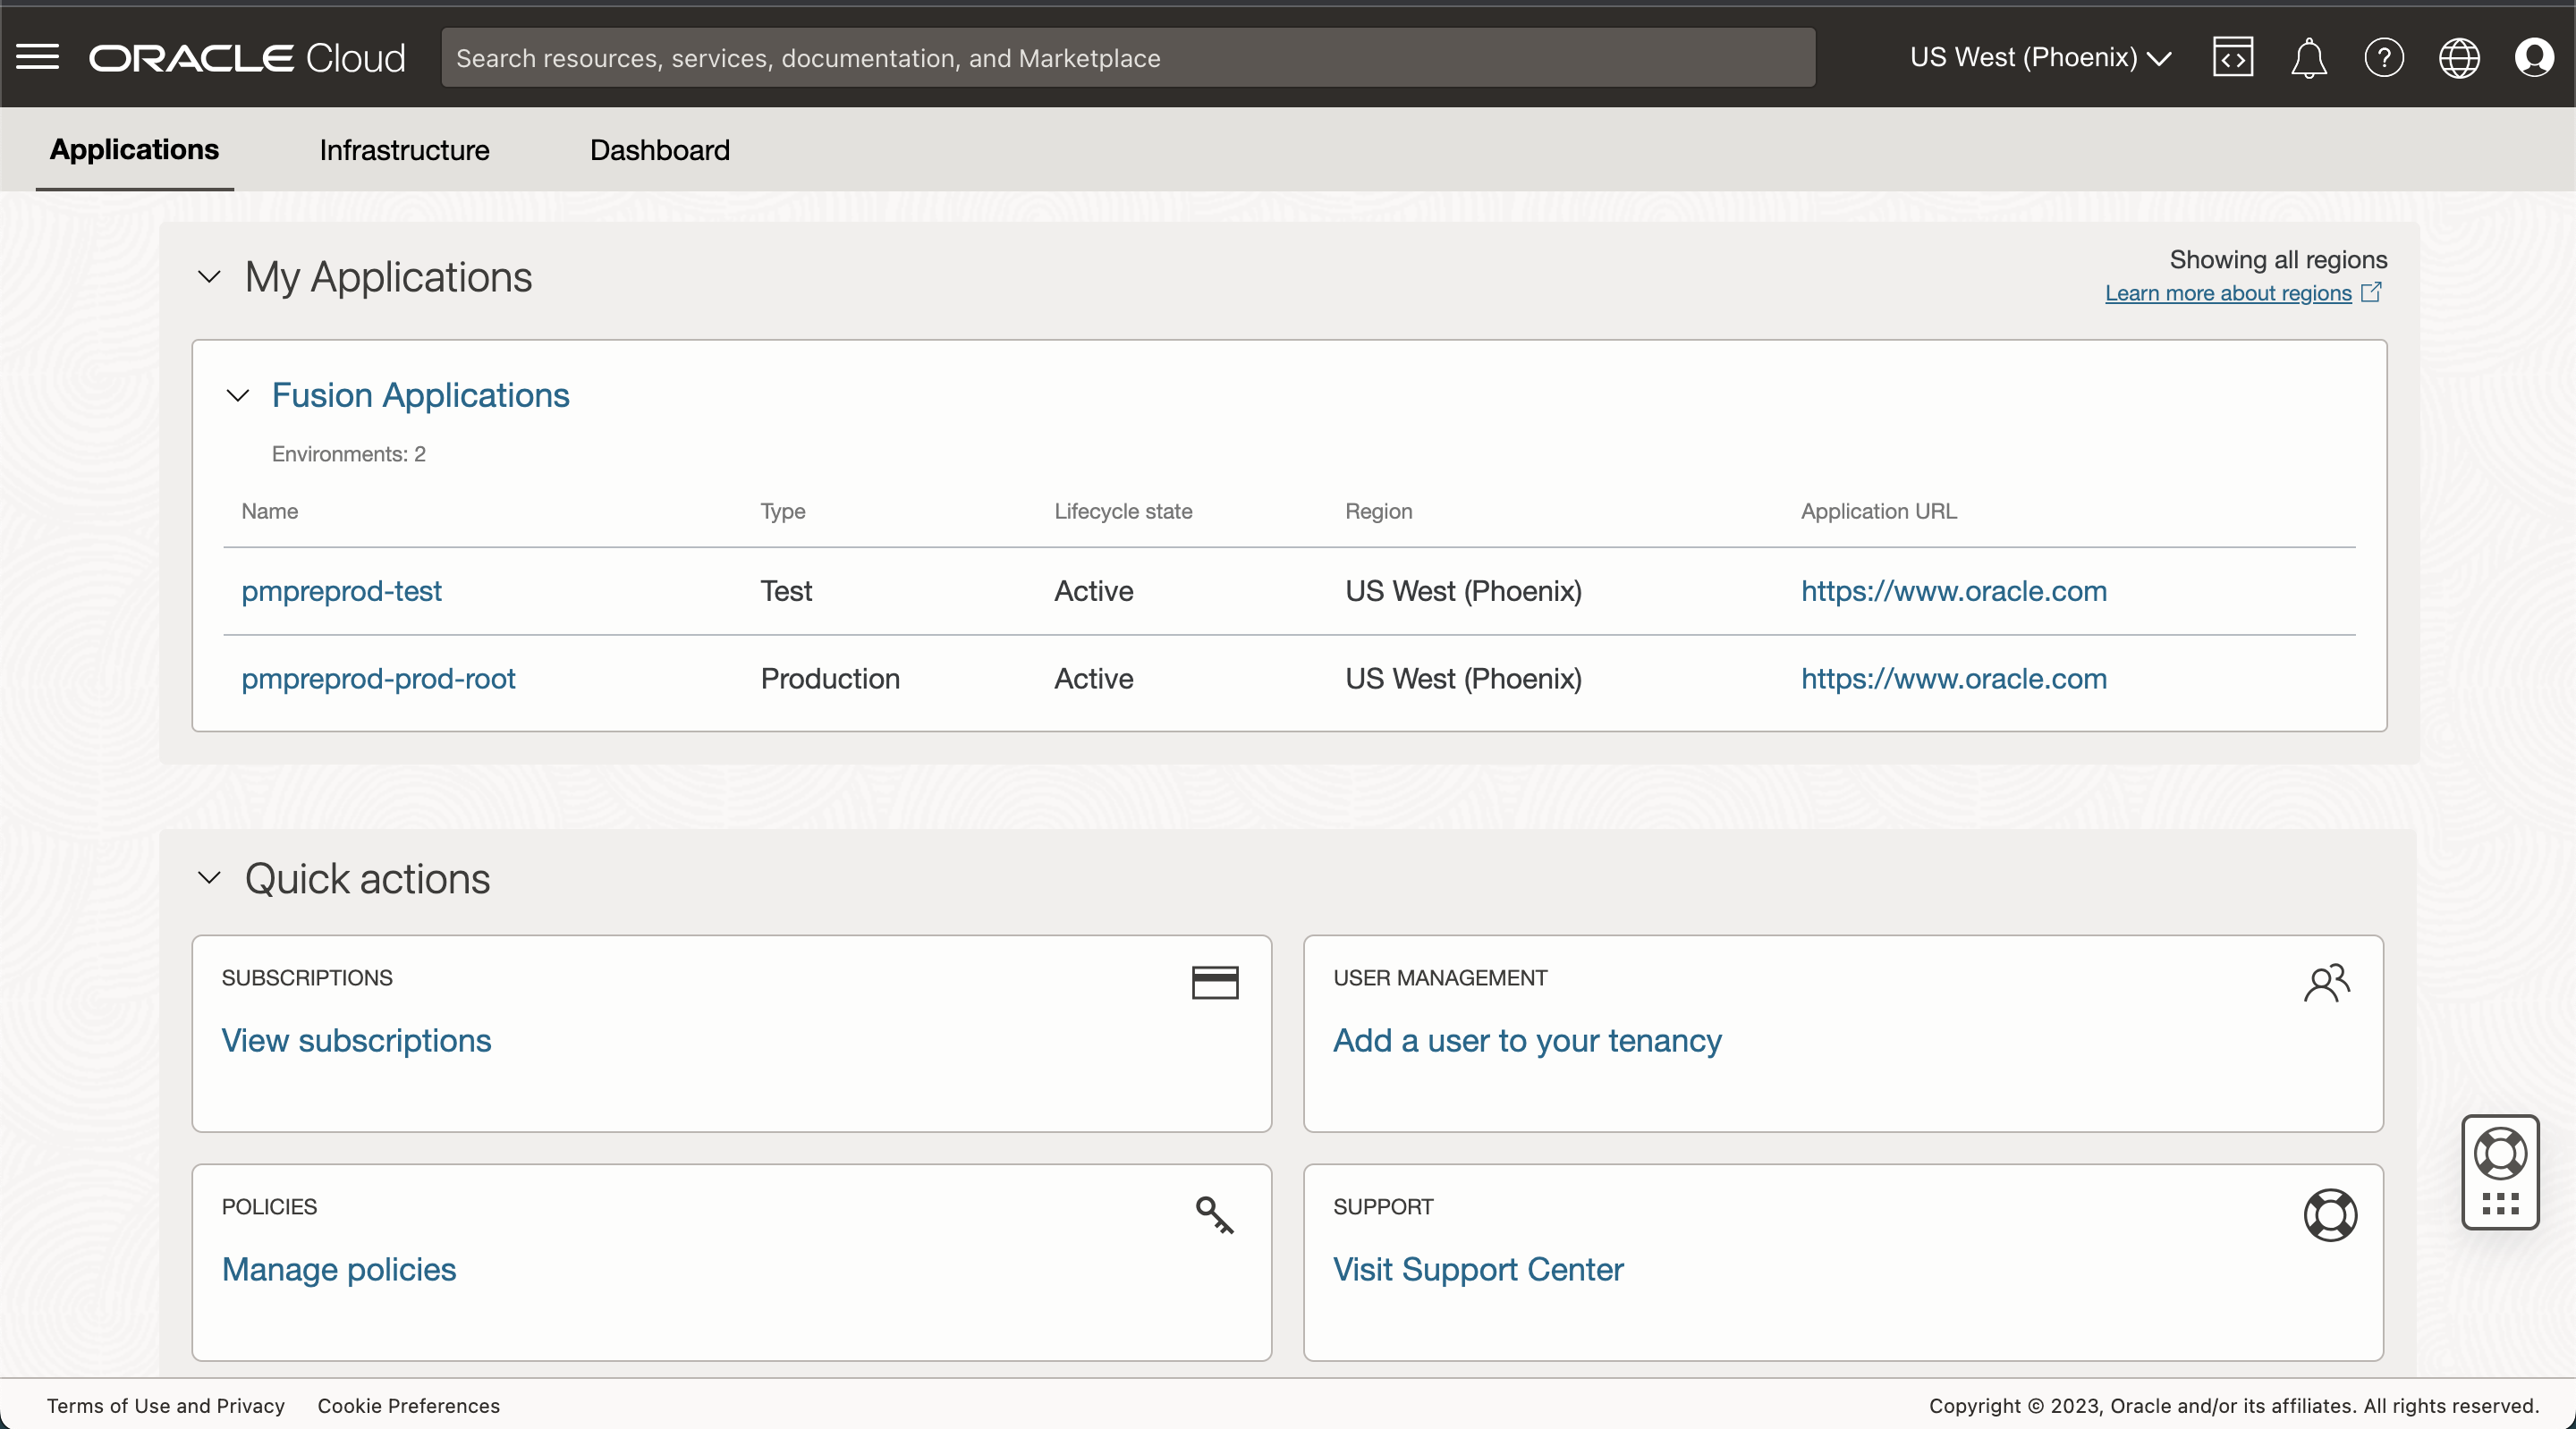 ORACLE Cloud
Search resources, services, documentation, and Marketplace
US West (Phoenix)
Applications
Infrastructure
Dashboard
My Applications
Showing all regions
Learn more about regions
Fusion Applications
Environments: 2
Name Type Lifecycle state Region Application URL
pmpreprod-test Test Active US West (Phoenix) https://www.oracle.com
pmpreprod-prod-root Production Active US West (Phoenix) https://www.oracle.com
Quick actions
SUBSCRIPTIONS
View subscriptions
USER MANAGEMENT
Add a user to your tenancy
POLICIES
Manage policies
SUPPORT
Visit Support Center
Terms of Use and Privacy
Cookie Preferences
Copyright © 2023, Oracle and/or its affiliates. All rights reserved.